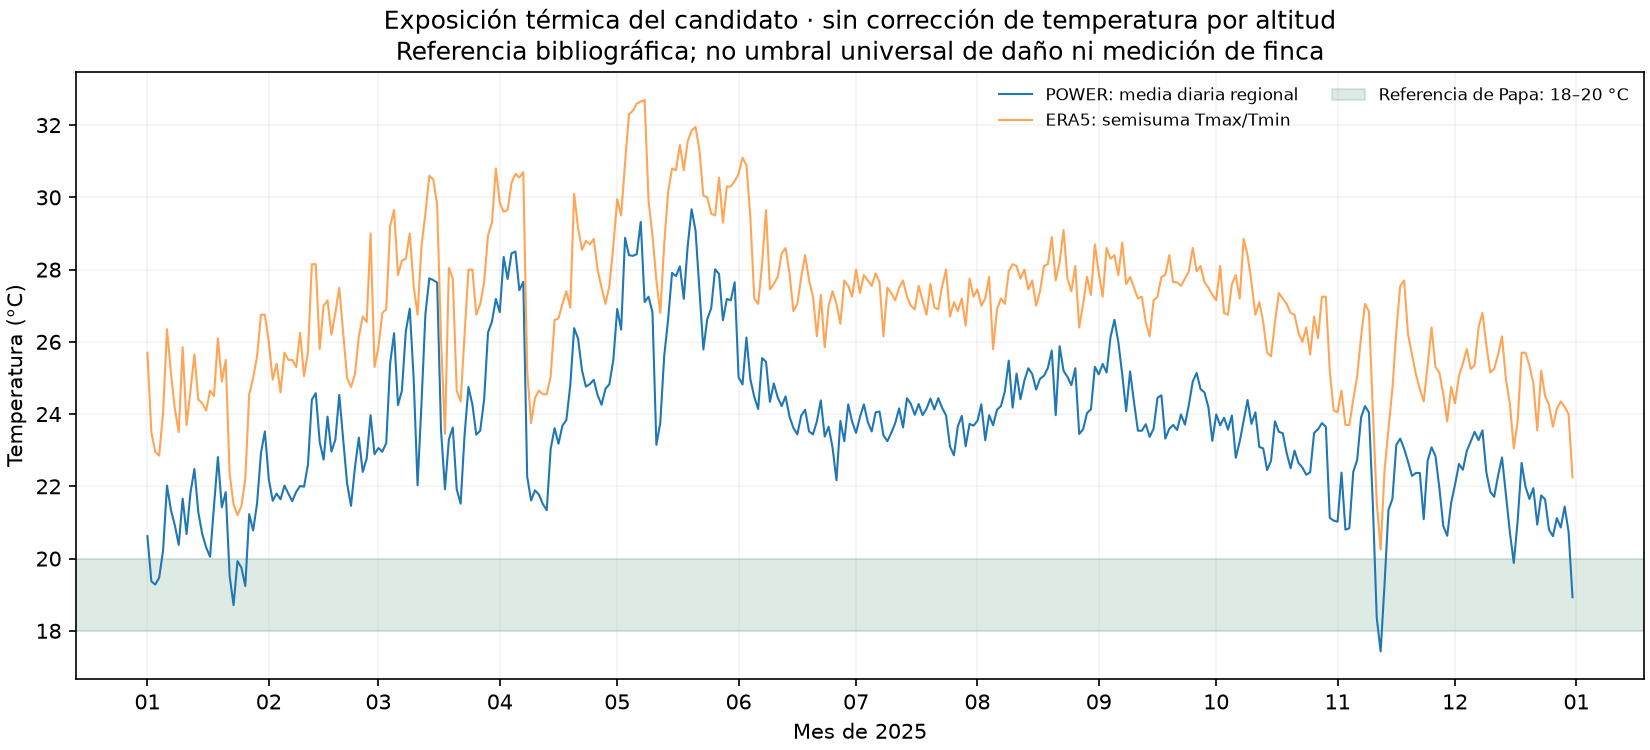 Exposición térmica del candidato · sin corrección de temperatura por altitud
Referencia bibliográfica; no umbral universal de daño ni medición de finca
POWER: media diaria regional
ERA5: semisuma Tmax/Tmin
Referencia de Papa: 18–20 °C
Temperatura (°C)
32
30
28
26
24
22
20
18
01 02 03 04 05 06 07 08 09 10 11 12 01
Mes de 2025